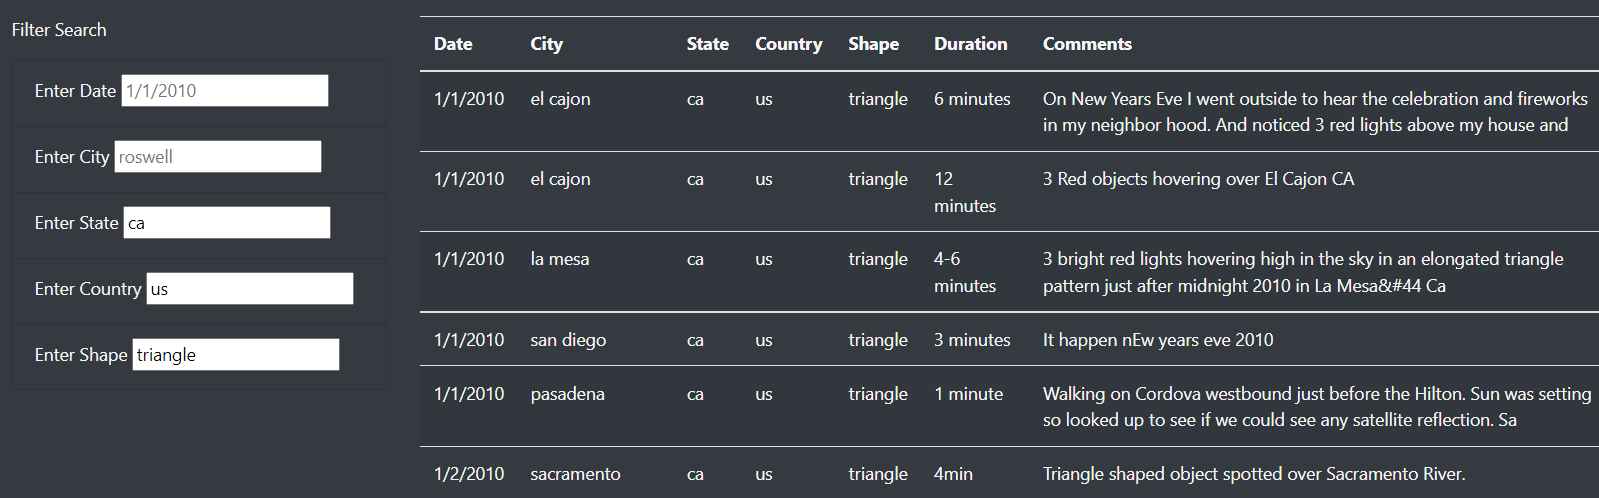 Filter Search
Enter Date 1/1/2010
Enter City roswell
Enter State ca
Enter Country us
Enter Shape triangle
Date City State Country Shape Duration Comments
1/1/2010 el cajon ca us triangle 6 minutes On New Years Eve I went outside to hear the celebration and fireworks
in my neighbor hood. And noticed 3 red lights above my house and
1/1/2010 el cajon ca us triangle 12 3 Red objects hovering over El Cajon CA
minutes
1/1/2010 la mesa ca us triangle 4-6 3 bright red lights hovering high in the sky in an elongated triangle
minutes pattern just after midnight 2010 in La Mesa&#44 Ca
1/1/2010 san diego ca us triangle 3 minutes It happen nEw years eve 2010
1/1/2010 pasadena ca us triangle 1 minute Walking on Cordova westbound just before the Hilton. Sun was setting
so looked up to see if we could see any satellite reflection. Sa
1/2/2010 sacramento ca us triangle 4min Triangle shaped object spotted over Sacramento River.